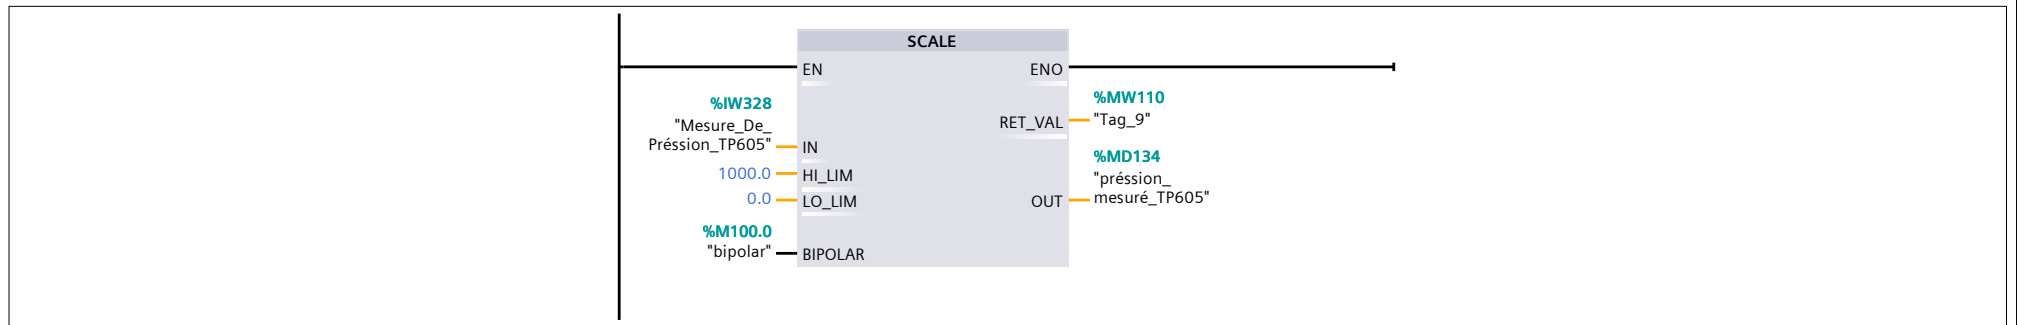 SCALE
EN
ENO
%IW328
"Mesure_De_
Préssion_TP605"
IN
1000.0
HI_LIM
0.0
LO_LIM
%M100.0
"bipolar"
BIPOLAR
%MW110
RET_VAL
"Tag_9"
%MD134
"préssion_
mesuré_TP605"
OUT